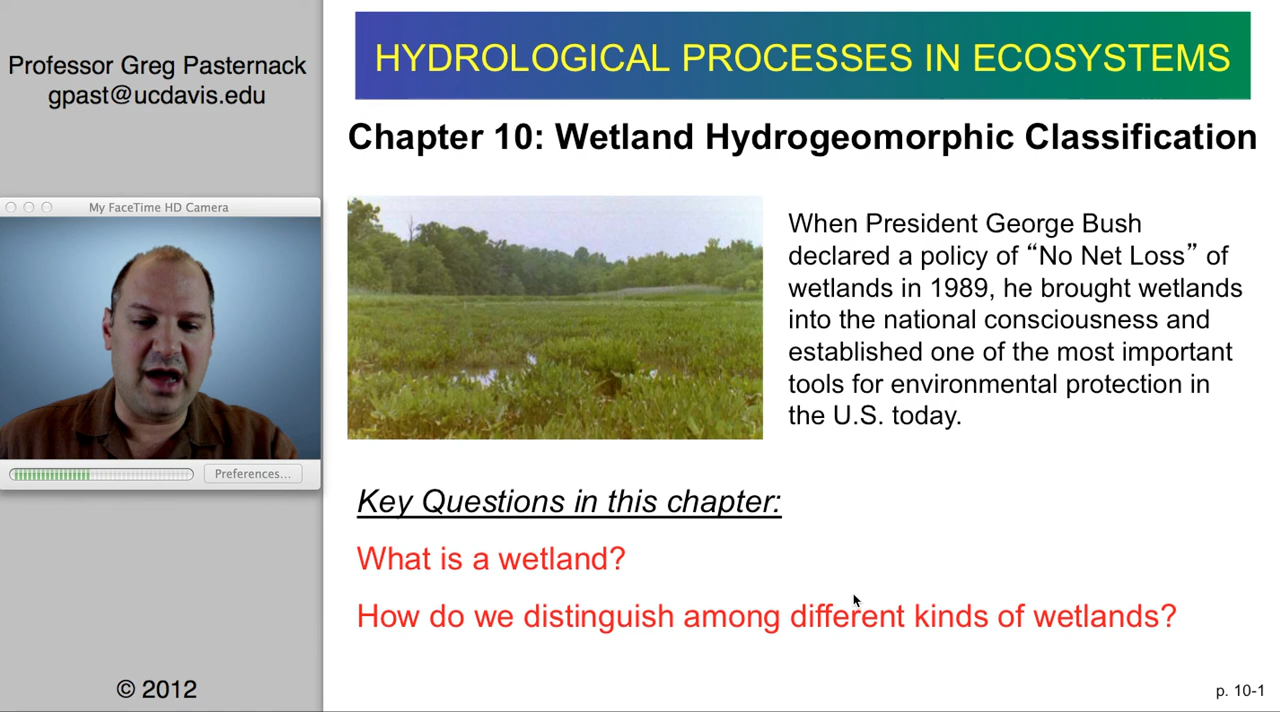 Professor Greg Pasternack
gpast@ucdavis.edu
My FaceTime HD Camera
Preferences...
© 2012
HYDROLOGICAL PROCESSES IN ECOSYSTEMS
Chapter 10: Wetland Hydrogeomorphic Classification
When President George Bush
declared a policy of “No Net Loss” of
wetlands in 1989, he brought wetlands
into the national consciousness and
established one of the most important
tools for environmental protection in
the U.S. today.
Key Questions in this chapter:
What is a wetland?
How do we distinguish among different kinds of wetlands?
p. 10-1